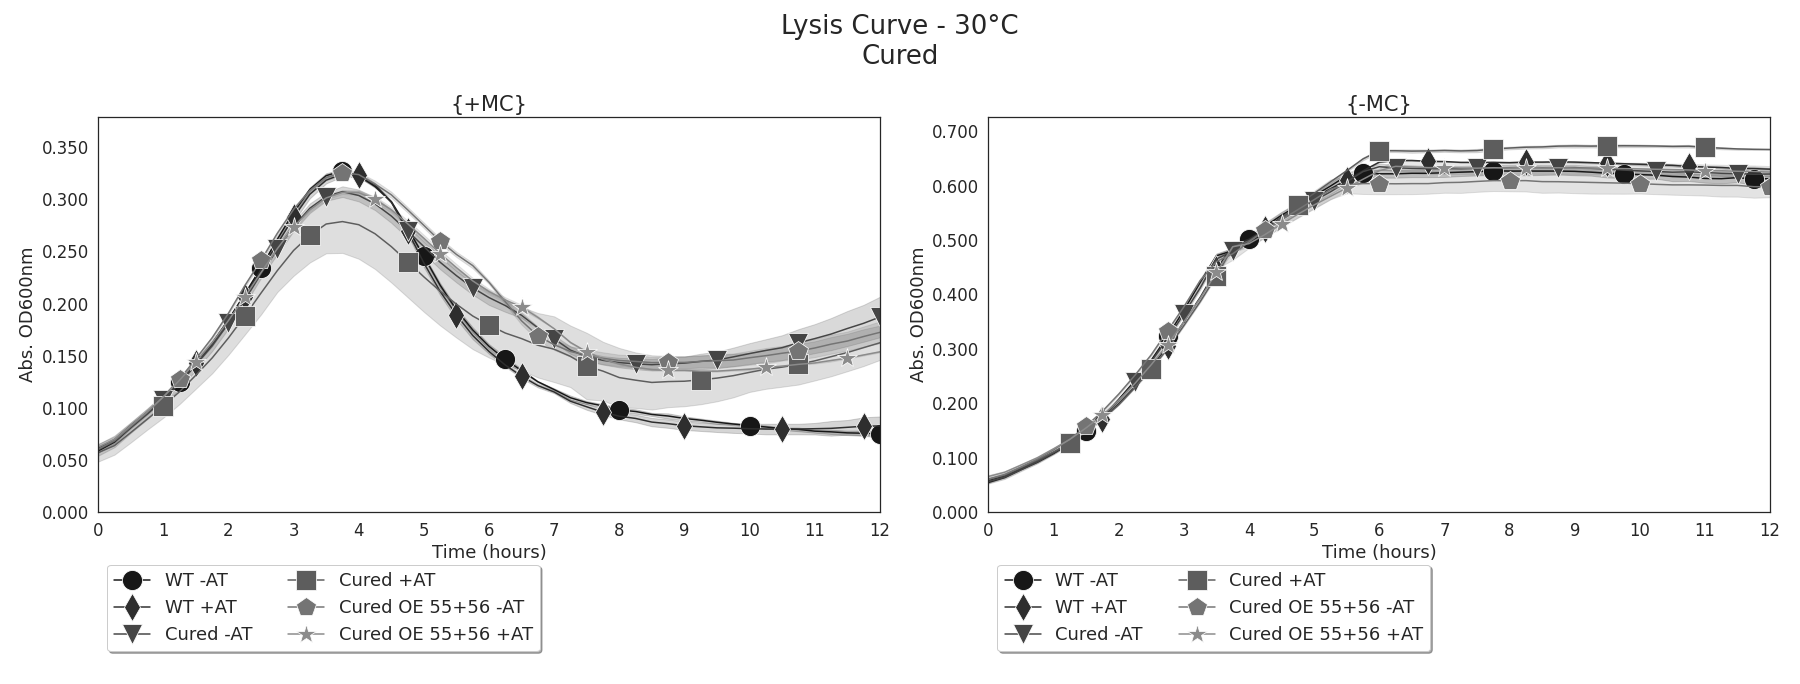 Lysis Curve - 30°C
Cured
{+MC}
0.350
0.300
0.250
0.200
0.150
0.100
0.050
0.000
Abs. OD600nm
0 1 2 3 4 5 6 7 8 9 10 11 12
Time (hours)
WT -AT
WT +AT
Cured -AT
Cured +AT
Cured OE 55+56 -AT
Cured OE 55+56 +AT
{-MC}
0.700
0.600
0.500
0.400
0.300
0.200
0.100
0.000
Abs. OD600nm
0 1 2 3 4 5 6 7 8 9 10 11 12
Time (hours)
WT -AT
WT +AT
Cured -AT
Cured +AT
Cured OE 55+56 -AT
Cured OE 55+56 +AT